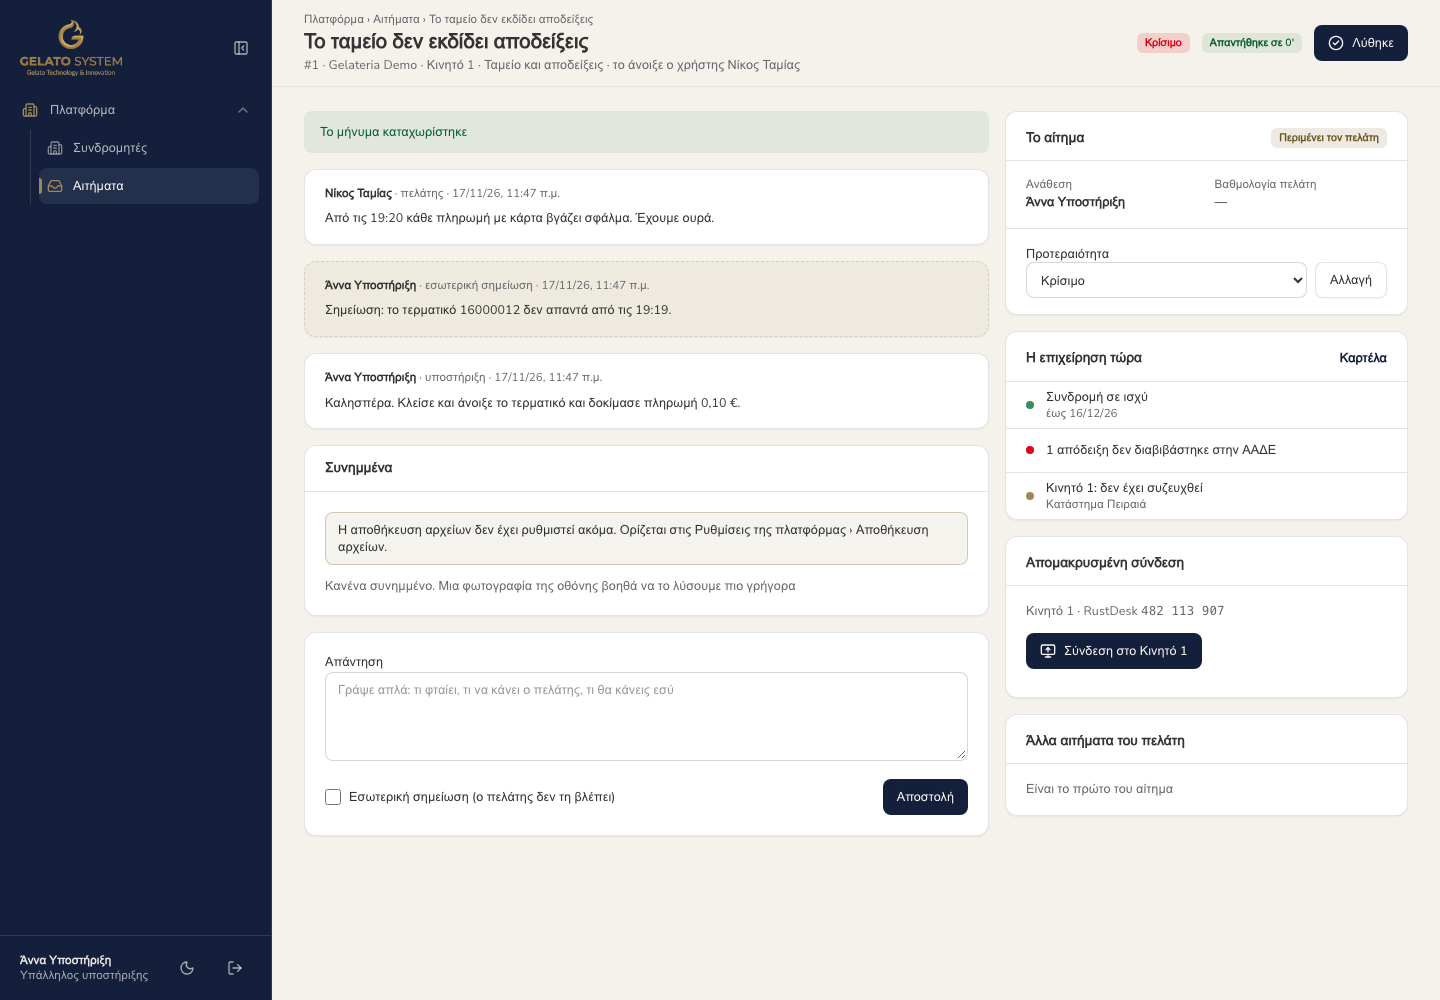 GELATO SYSTEM
Gelato Technology & Innovation
Πλατφόρμα
Συνδρομητές
Αιτήματα
Άννα Υποστήριξη
Υπάλληλος υποστήριξης
Πλατφόρμα › Αιτήματα › Το ταμείο δεν εκδίδει αποδείξεις
Το ταμείο δεν εκδίδει αποδείξεις
#1 · Gelateria Demo · Κινητό 1 · Ταμείο και αποδείξεις · το άνοιξε ο χρήστης Νίκος Ταμίας
Κρίσιμο
Απαντήθηκε σε 0'
Λύθηκε
Το μήνυμα καταχωρίστηκε
Νίκος Ταμίας · πελάτης · 17/11/26, 11:47 π.μ.
Από τις 19:20 κάθε πληρωμή με κάρτα βγάζει σφάλμα. Έχουμε ουρά.
Άννα Υποστήριξη · εσωτερική σημείωση · 17/11/26, 11:47 π.μ.
Σημείωση: το τερματικό 16000012 δεν απαντά από τις 19:19.
Άννα Υποστήριξη · υποστήριξη · 17/11/26, 11:47 π.μ.
Καλησπέρα. Κλείσε και άνοιξε το τερματικό και δοκίμασε πληρωμή 0,10 €.
Συνημμένα
Η αποθήκευση αρχείων δεν έχει ρυθμιστεί ακόμα. Ορίζεται στις Ρυθμίσεις της πλατφόρμας › Αποθήκευση
αρχείων.
Κανένα συνημμένο. Μια φωτογραφία της οθόνης βοηθά να το λύσουμε πιο γρήγορα
Απάντηση
Γράψε απλά: τι φταίει, τι να κάνει ο πελάτης, τι θα κάνεις εσύ
Εσωτερική σημείωση (ο πελάτης δεν τη βλέπει)
Αποστολή
Το αίτημα
Περιμένει τον πελάτη
Ανάθεση
Άννα Υποστήριξη
Βαθμολογία πελάτη
—
Προτεραιότητα
Κρίσιμο
Αλλαγή
Η επιχείρηση τώρα
Καρτέλα
Συνδρομή σε ισχύ
έως 16/12/26
1 απόδειξη δεν διαβιβάστηκε στην ΑΑΔΕ
Κινητό 1: δεν έχει συζευχθεί
Κατάστημα Πειραιά
Απομακρυσμένη σύνδεση
Κινητό 1 · RustDesk 482 113 907
Σύνδεση στο Κινητό 1
Άλλα αιτήματα του πελάτη
Είναι το πρώτο του αίτημα